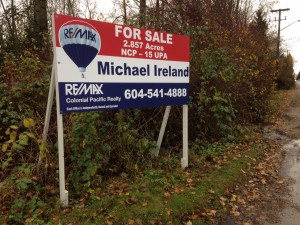 RE/MAX
FOR SALE
2.857 Acres
NCP - 15 UPA
Michael Ireland
RE/MAX
Colonial Pacific Realty
604-541-4888